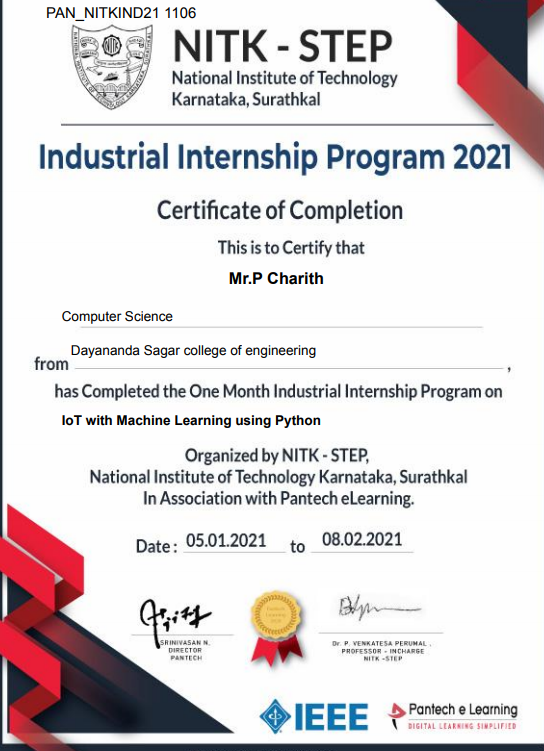 PAN_NITKIND21 1106
NITK - STEP
National Institute of Technology
Karnataka, Surathkal
Industrial Internship Program 2021
Certificate of Completion
This is to Certify that
Mr.P Charith
Computer Science
from Dayananda Sagar college of engineering ,
has Completed the One Month Industrial Internship Program on
IoT with Machine Learning using Python
Organized by NITK - STEP,
National Institute of Technology Karnataka, Surathkal
In Association with Pantech eLearning.
Date : 05.01.2021 to 08.02.2021
SRINIVASAN N.
DIRECTOR
PANTECH
Dr. P. VENKATESA PERUMAL .
PROFESSOR - INCHARGE
NITK -STEP
IEEE
Pantech e Learning
DIGITAL LEARNING SIMPLIFIED